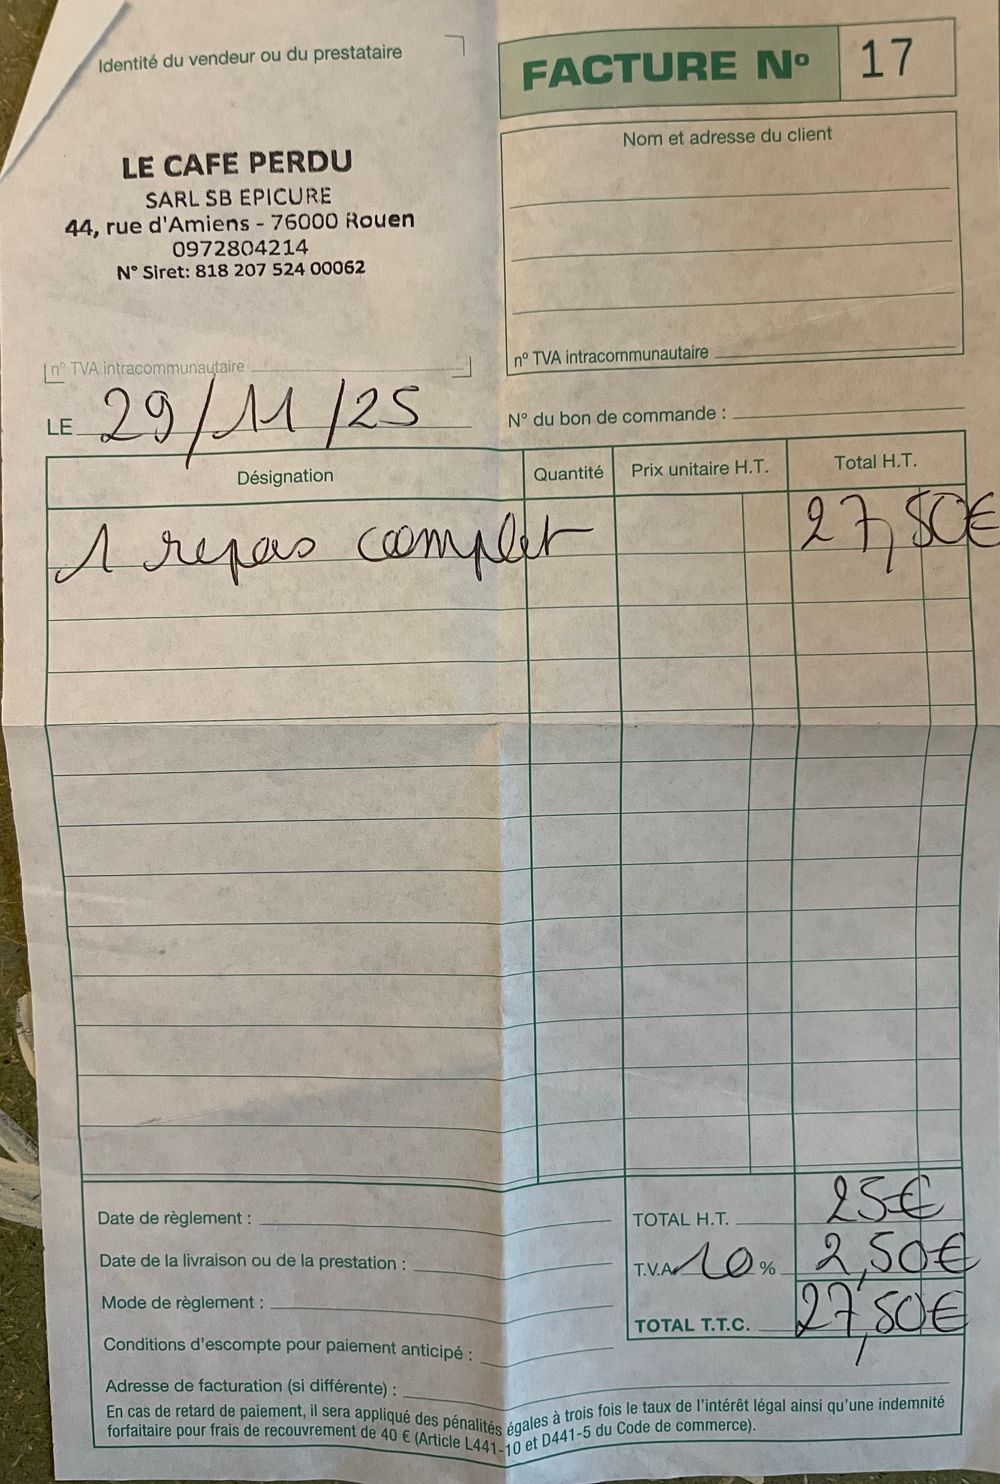 Identité du vendeur ou du prestataire
FACTURE Nº 17
LE CAFE PERDU
SARL SB EPICURE
44, rue d'Amiens - 76000 Rouen
0972804214
N° Siret: 818 207 524 00062
Nom et adresse du client
nº TVA intracommunautaire
nº TVA intracommunautaire
LE 29/11/25
N° du bon de commande :
Désignation Quantité Prix unitaire H.T. Total H.T.
1 repas complet 27,50€
Date de règlement :
Date de la livraison ou de la prestation :
Mode de règlement :
Conditions d'escompte pour paiement anticipé :
TOTAL H.T. 25€
T.V.A 10 % 2,50€
TOTAL T.T.C. 27,50€
Adresse de facturation (si différente) :
En cas de retard de paiement, il sera appliqué des pénalités égales à trois fois le taux de l'intérêt légal ainsi qu'une indemnité
forfaitaire pour frais de recouvrement de 40 € (Article L441-10 et D441-5 du Code de commerce).